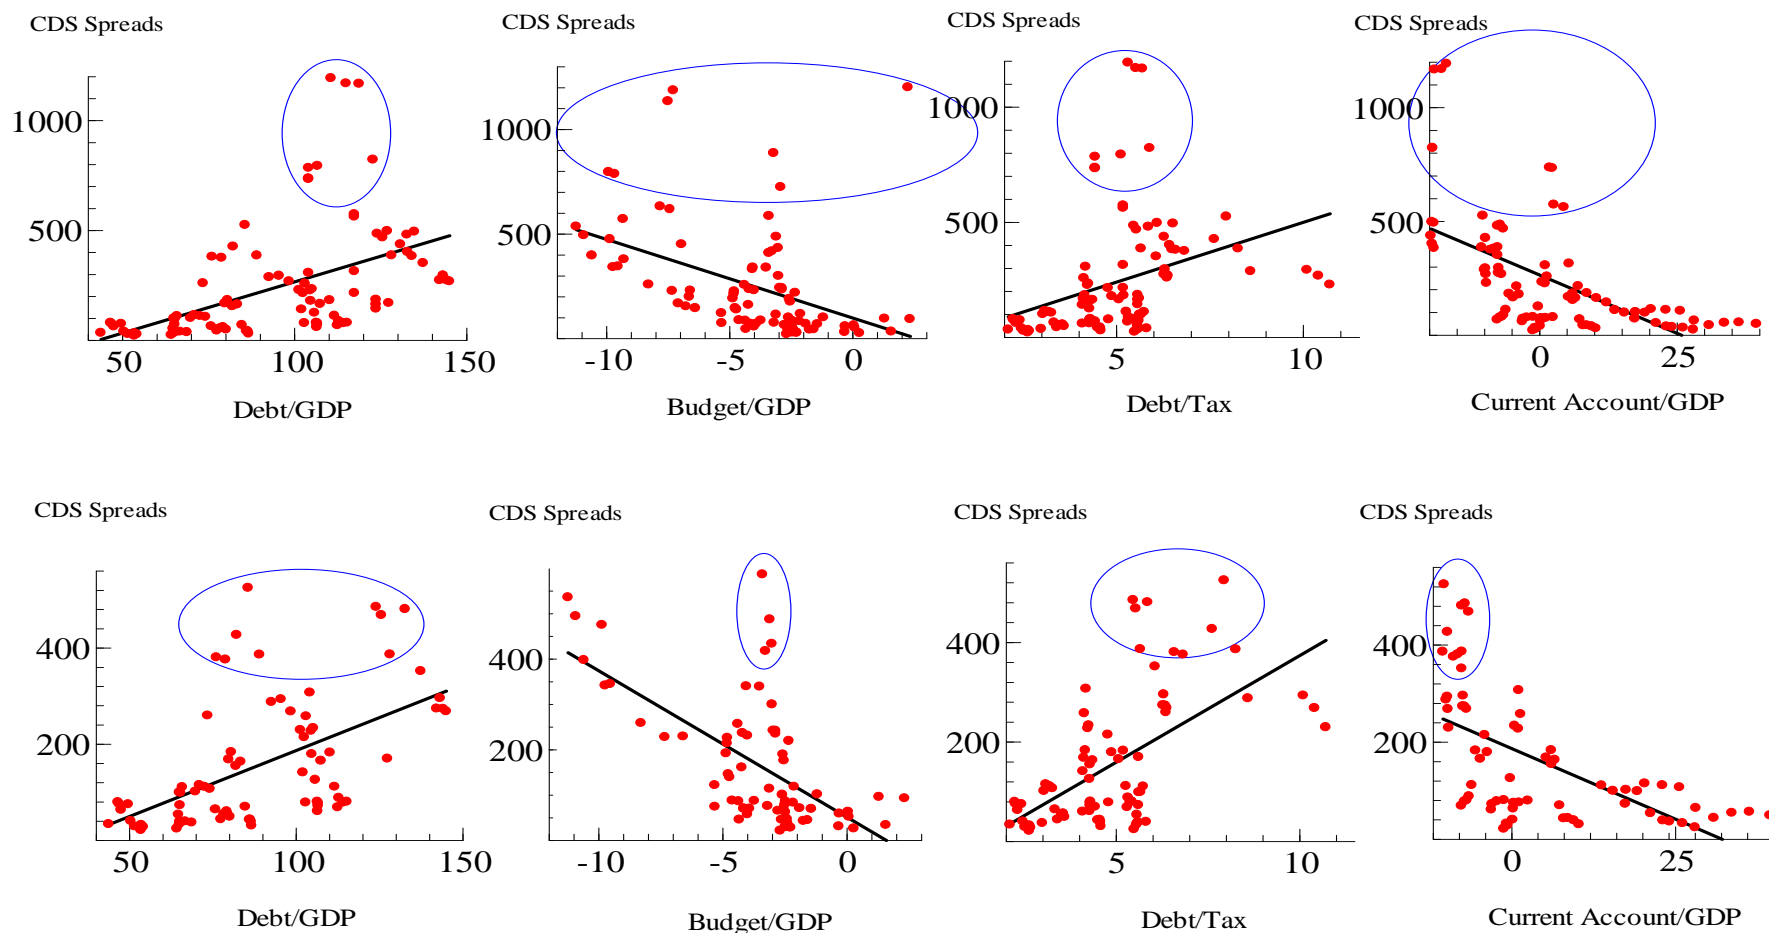 CDS Spreads CDS Spreads CDS Spreads CDS Spreads
1000 1000 1000 1000
500 500 500 500
50 100 150 -10 -5 0 5 10 0 25
Debt/GDP Budget/GDP Debt/Tax Current Account/GDP
CDS Spreads CDS Spreads CDS Spreads CDS Spreads
400 400 400 400
200 200 200 200
50 100 150 -10 -5 0 5 10 0 25
Debt/GDP Budget/GDP Debt/Tax Current Account/GDP